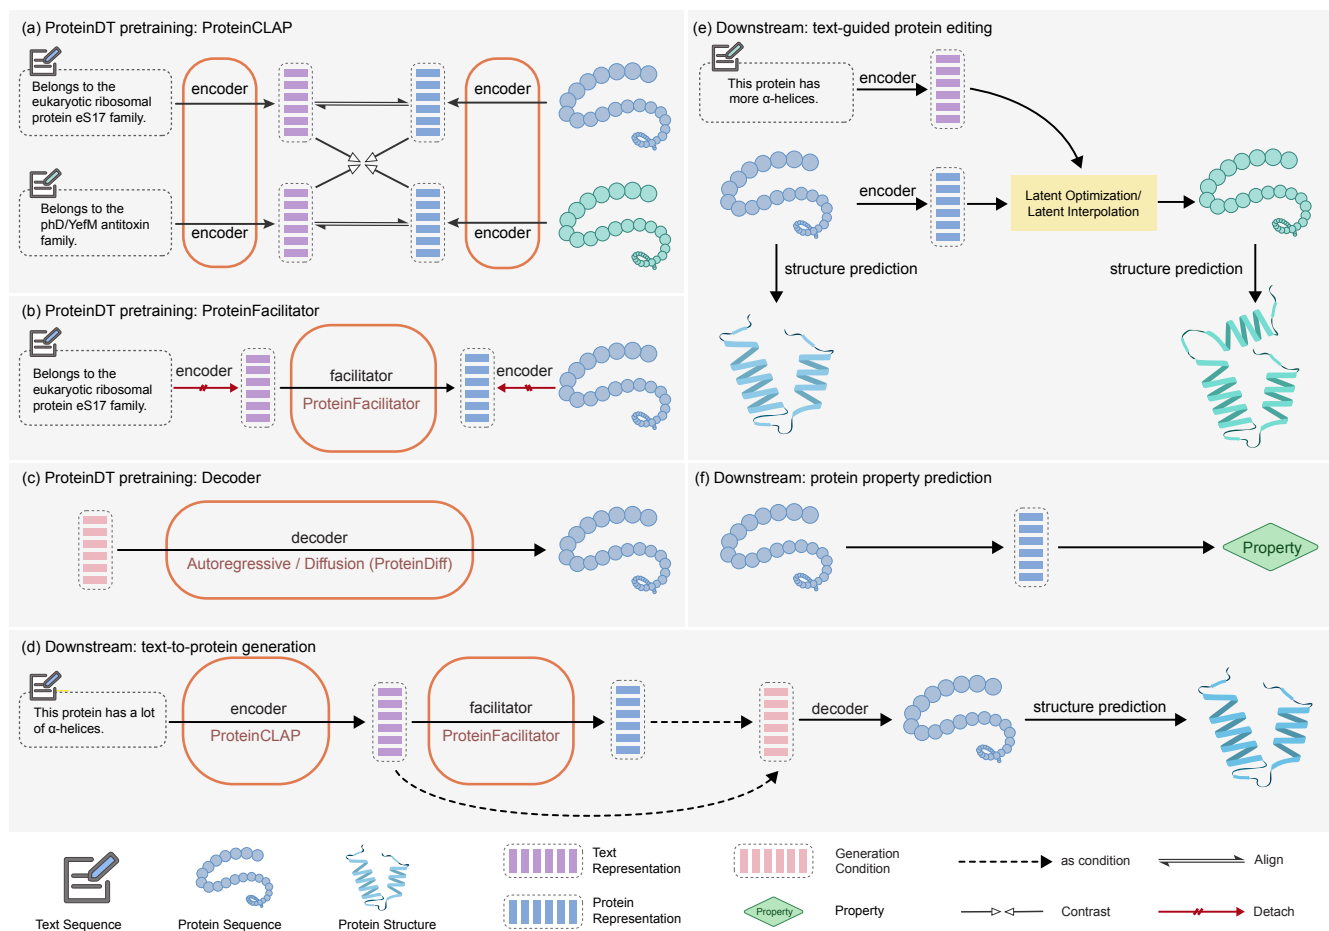 (a) ProteinDT pretraining: ProteinCLAP
Belongs to the
eukaryotic ribosomal
protein eS17 family.
encoder
encoder
Belongs to the
phD/YefM antitoxin
family.
encoder
encoder
(b) ProteinDT pretraining: ProteinFacilitator
Belongs to the
eukaryotic ribosomal
protein eS17 family.
encoder
facilitator
ProteinFacilitator
encoder
(c) ProteinDT pretraining: Decoder
decoder
Autoregressive / Diffusion (ProteinDiff)
(d) Downstream: text-to-protein generation
This protein has a lot
of α-helices.
encoder
ProteinCLAP
facilitator
ProteinFacilitator
decoder
structure prediction
(e) Downstream: text-guided protein editing
This protein has
more α-helices.
encoder
encoder
Latent Optimization/
Latent Interpolation
structure prediction
structure prediction
(f) Downstream: protein property prediction
Property
Text Sequence
Protein Sequence
Protein Structure
Text
Representation
Protein
Representation
Generation
Condition
Property
Property
as condition
Contrast
Align
Detach